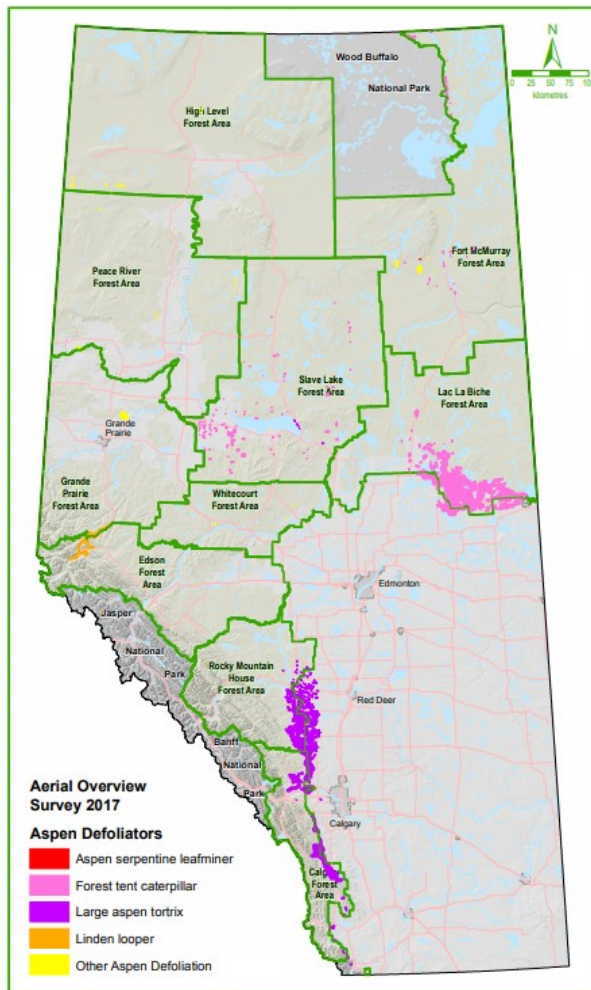 Wood Buffalo
National Park
N
0 25 50 75 10
kilometres
High Level
Forest Area
Fort McMurray
Forest Area
Peace River
Forest Area
Slave Lake
Forest Area
Lac La Biche
Forest Area
Grande
Prairie
Grande
Prairie
Forest Area
Whitecourt
Forest Area
Edson
Forest
Area
Edmonton
Jasper
National
Park
Rocky Mountain
House
Forest Area
Red Deer
Banff
National
Park
Calgary
Forest
Area
Aerial Overview
Survey 2017
Aspen Defoliators
Aspen serpentine leafminer
Forest tent caterpillar
Large aspen tortrix
Linden looper
Other Aspen Defoliation